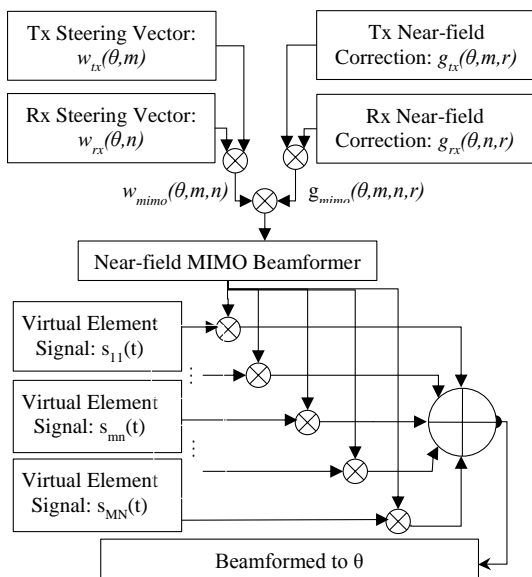 Tx Steering Vector:
w_tx(θ,m)
Tx Near-field
Correction: g_tx(θ,m,r)
Rx Steering Vector:
w_rx(θ,n)
Rx Near-field
Correction: g_rx(θ,n,r)
w_mimo(θ,m,n)
g_mimo(θ,m,n,r)
Near-field MIMO Beamformer
Virtual Element
Signal: s_11(t)
⋮
Virtual Element
Signal: s_mn(t)
⋮
Virtual Element
Signal: s_MN(t)
Beamformed to θ